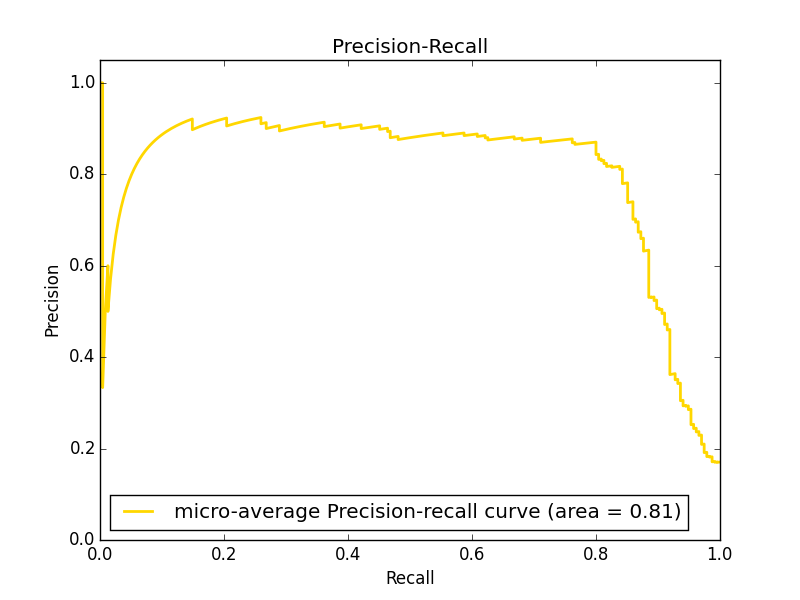 Precision-Recall
1.0
0.8
0.6
0.4
0.2
0.0
Precision
micro-average Precision-recall curve (area = 0.81)
0.0 0.2 0.4 0.6 0.8 1.0
Recall